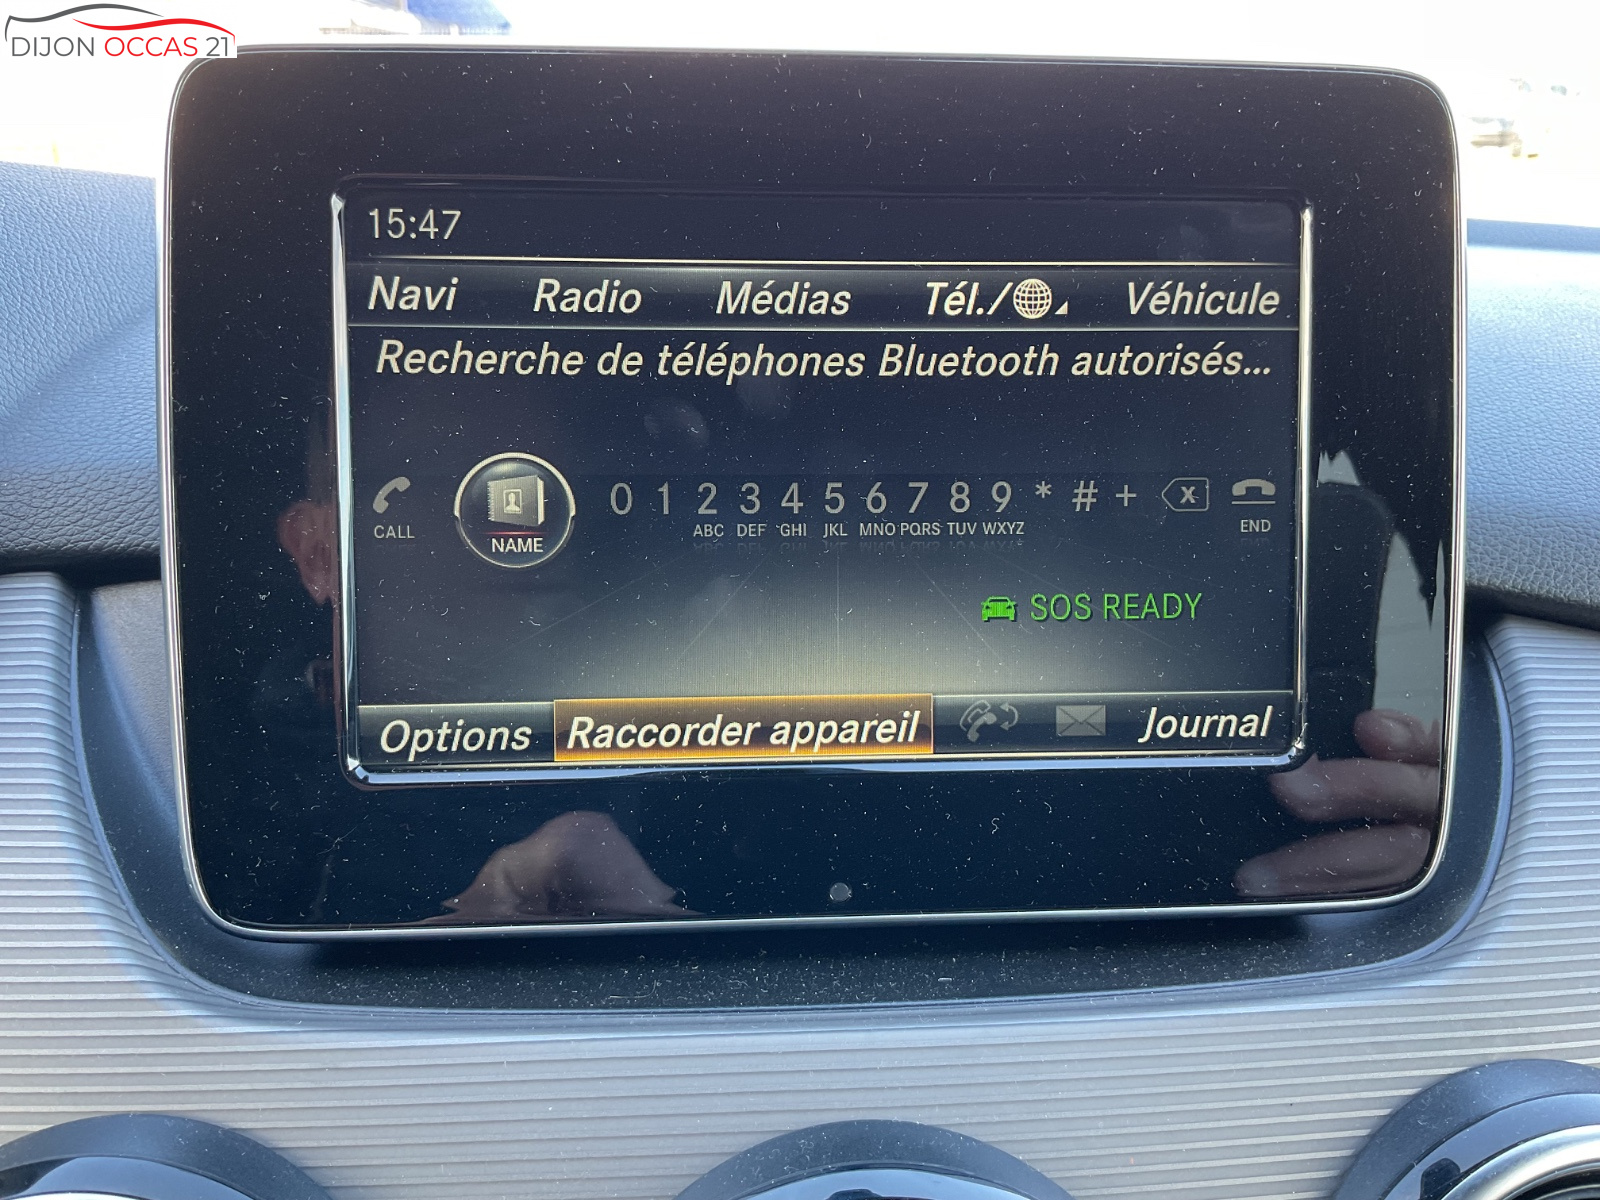 DIJON OCCAS 21
15:47
Navi Radio Médias Tél./ Véhicule
Recherche de téléphones Bluetooth autorisés...
0 1 2 3 4 5 6 7 8 9 * # + X
CALL NAME ABC DEF GHI JKL MNO PQRS TUV WXYZ END
SOS READY
Options Raccorder appareil Journal